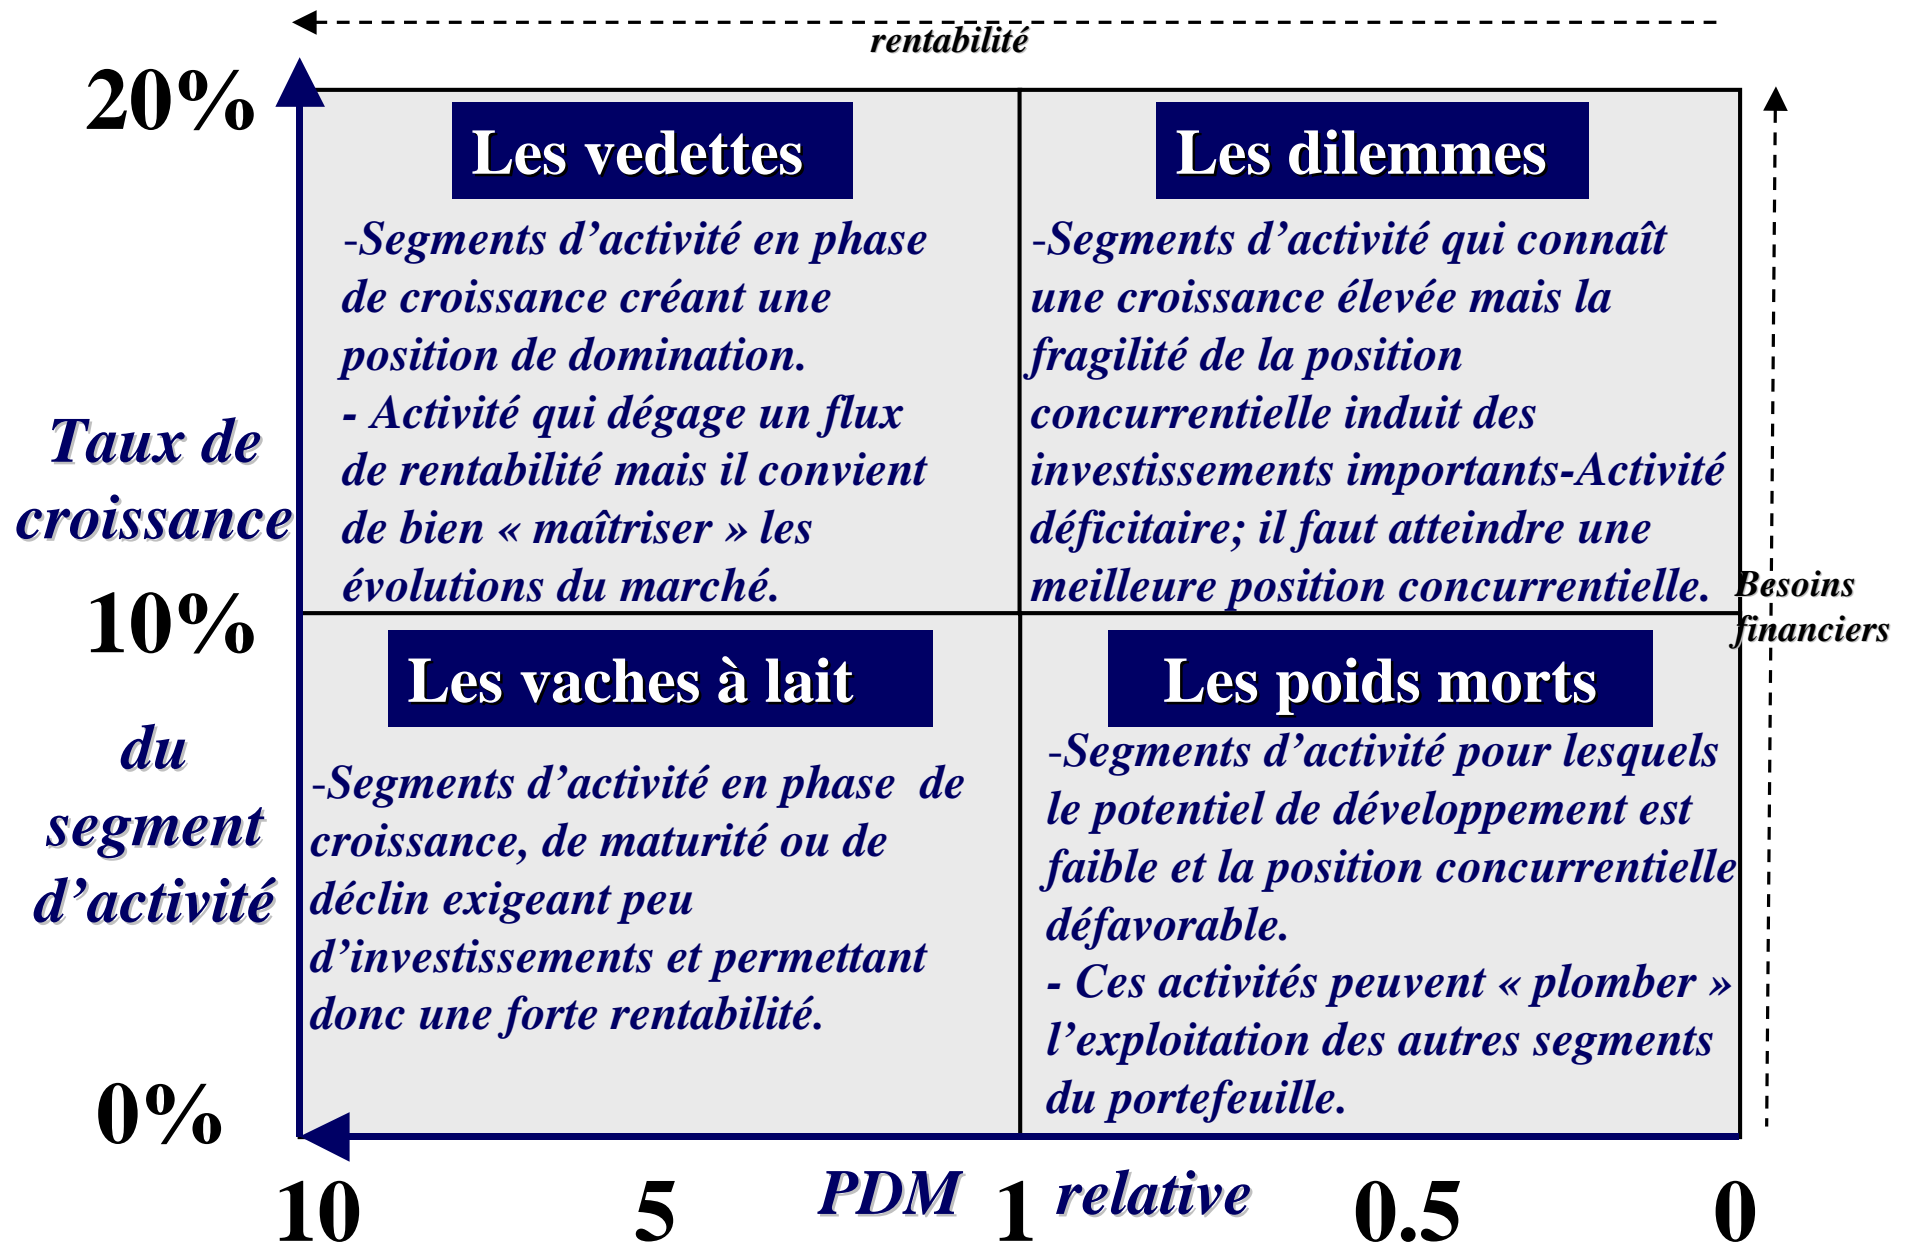 rentabilité
20%
Les vedettes
-Segments d’activité en phase
de croissance créant une
position de domination.
- Activité qui dégage un flux
de rentabilité mais il convient
de bien « maîtriser » les
évolutions du marché.
Les dilemmes
-Segments d’activité qui connaît
une croissance élevée mais la
fragilité de la position
concurrentielle induit des
investissements importants-Activité
déficitaire; il faut atteindre une
meilleure position concurrentielle.
Taux de
croissance
10%
du
segment
d’activité
Besoins
financiers
Les vaches à lait
-Segments d’activité en phase  de
croissance, de maturité ou de
déclin exigeant peu
d’investissements et permettant
donc une forte rentabilité.
Les poids morts
-Segments d’activité pour lesquels
le potentiel de développement est
faible et la position concurrentielle
défavorable.
- Ces activités peuvent « plomber »
l’exploitation des autres segments
du portefeuille.
0%
10 5 PDM 1 relative 0.5 0